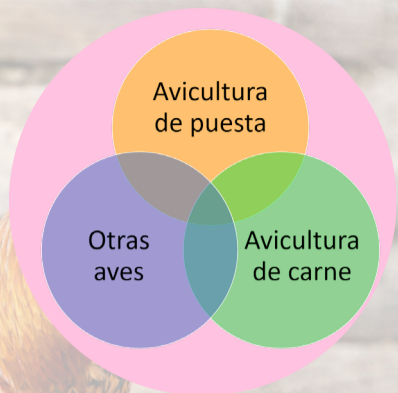 Avicultura
de puesta
Otras
aves
Avicultura
de carne